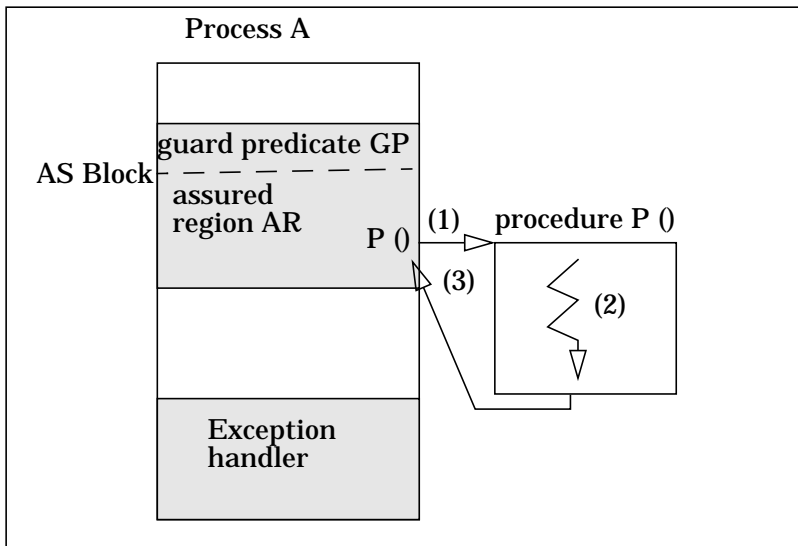 Process A
guard predicate GP
AS Block
assured
region AR
P ()
(1)
procedure P ()
(3)
(2)
Exception
handler